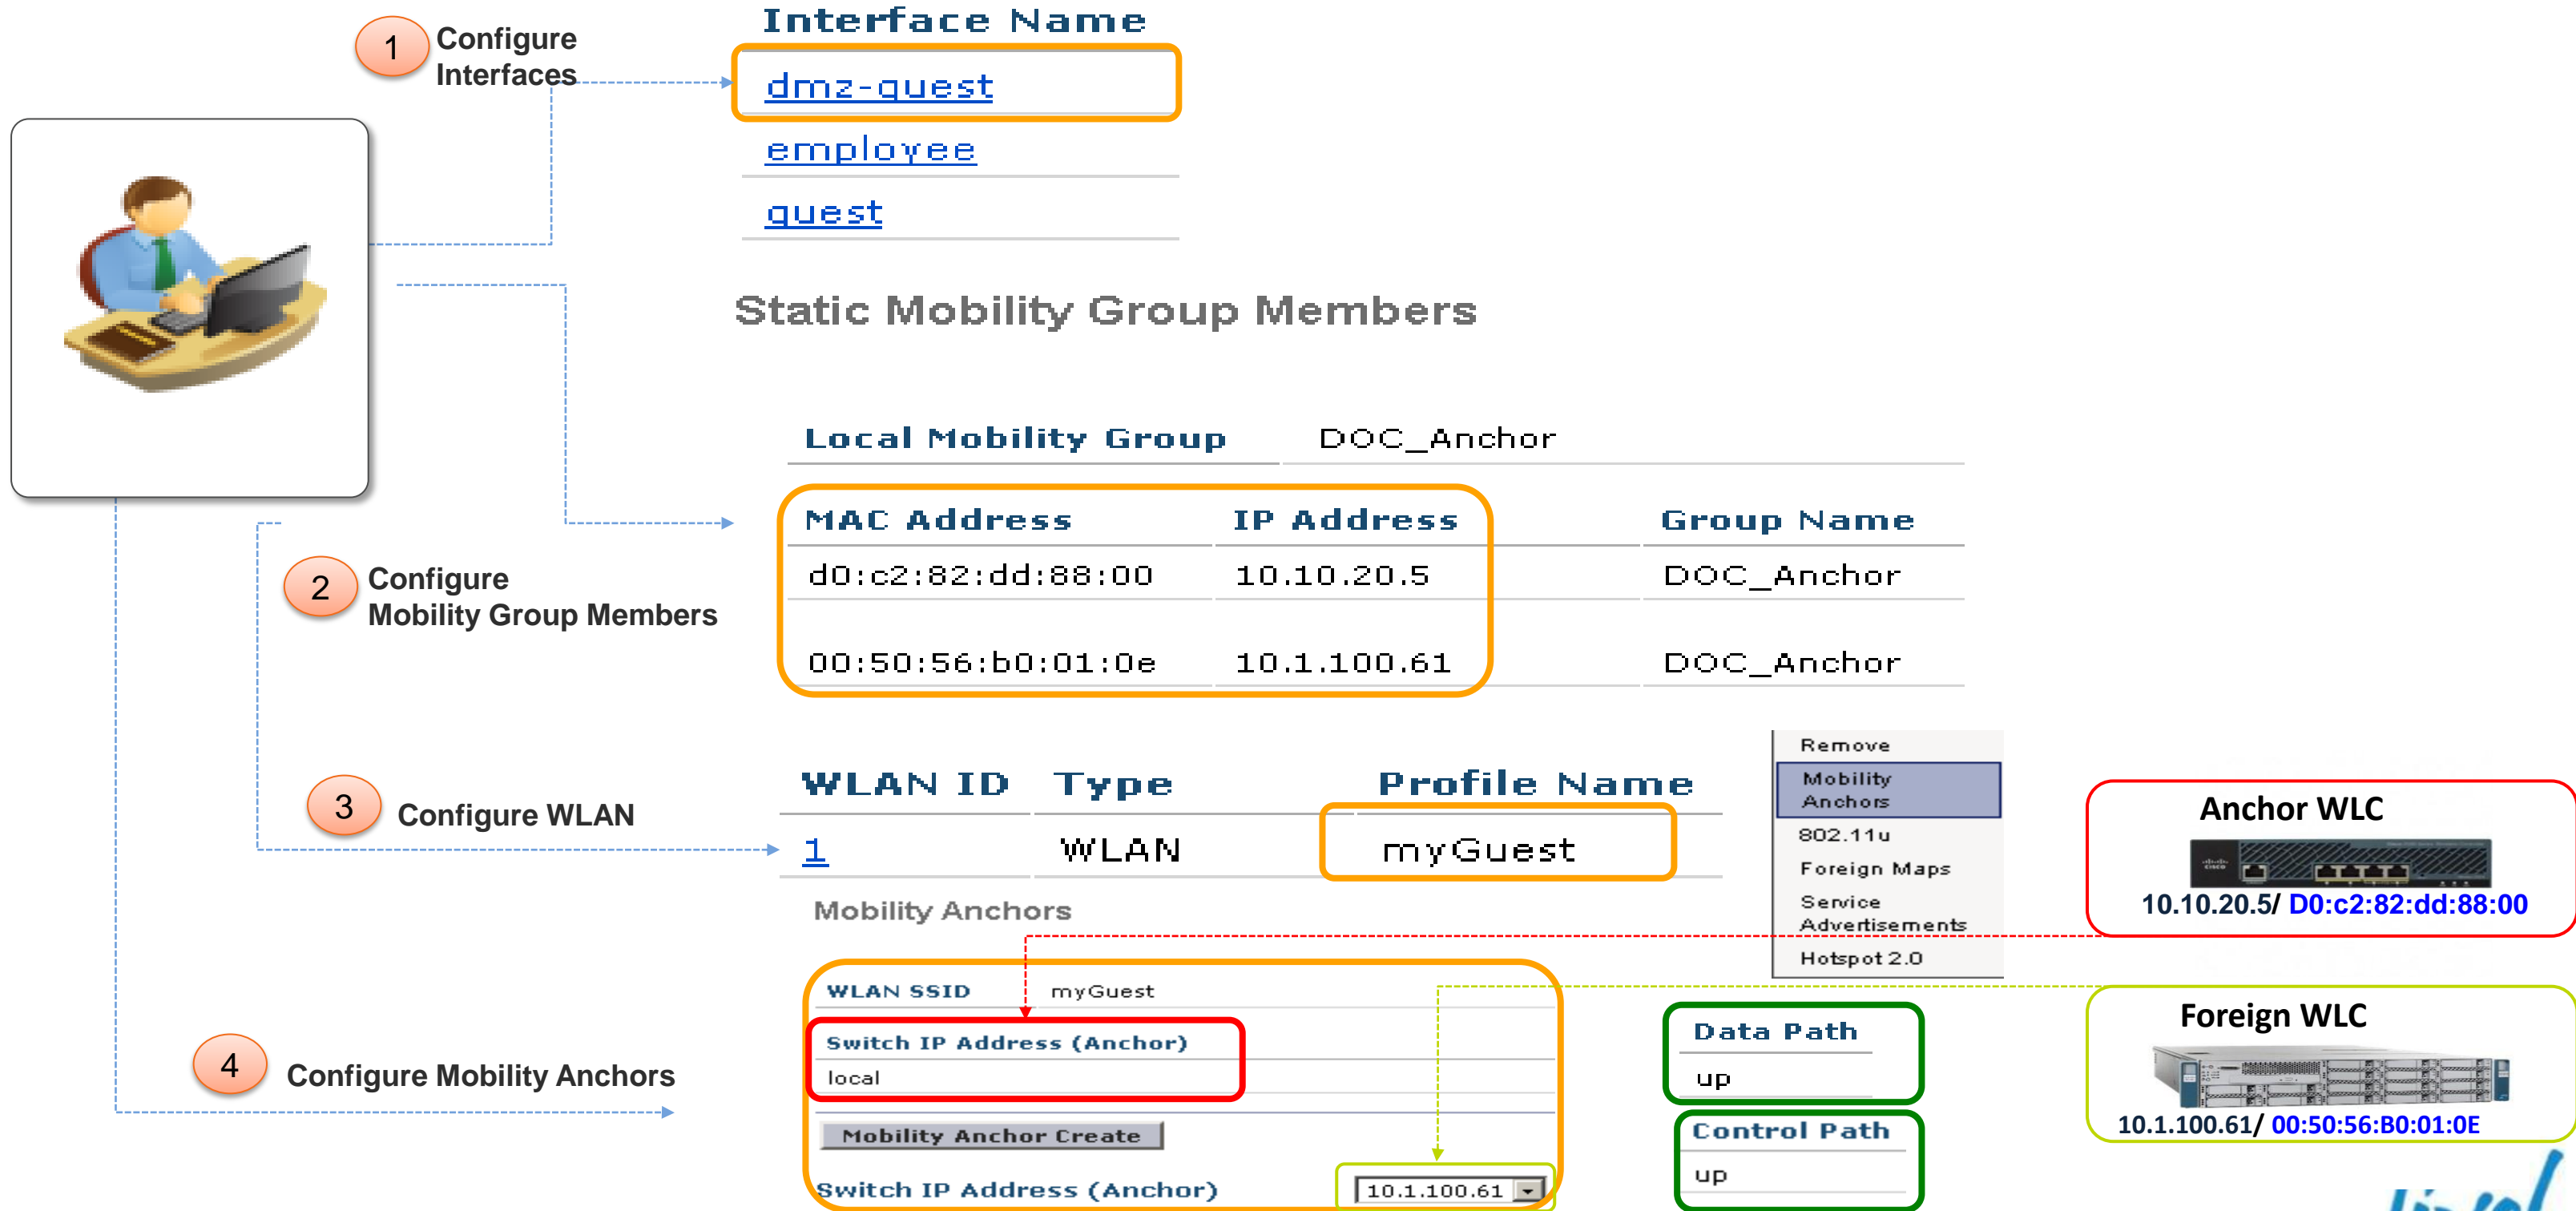 1
Configure
Interfaces
Interface Name
dmz-guest
employee
guest
Static Mobility Group Members
Local Mobility Group DOC_Anchor
MAC Address IP Address Group Name
d0:c2:82:dd:88:00 10.10.20.5 DOC_Anchor
00:50:56:b0:01:0e 10.1.100.61 DOC_Anchor
2
Configure
Mobility Group Members
3
Configure WLAN
WLAN ID Type Profile Name
1 WLAN myGuest
Remove
Mobility
Anchors
802.11u
Foreign Maps
Service
Advertisements
Hotspot 2.0
Anchor WLC
CISCO
10.10.20.5/ D0:c2:82:dd:88:00
Mobility Anchors
WLAN SSID myGuest
Switch IP Address (Anchor)
local
Mobility Anchor Create
Switch IP Address (Anchor) 10.1.100.61
4
Configure Mobility Anchors
Data Path
up
Control Path
up
Foreign WLC
10.1.100.61/ 00:50:56:B0:01:0E